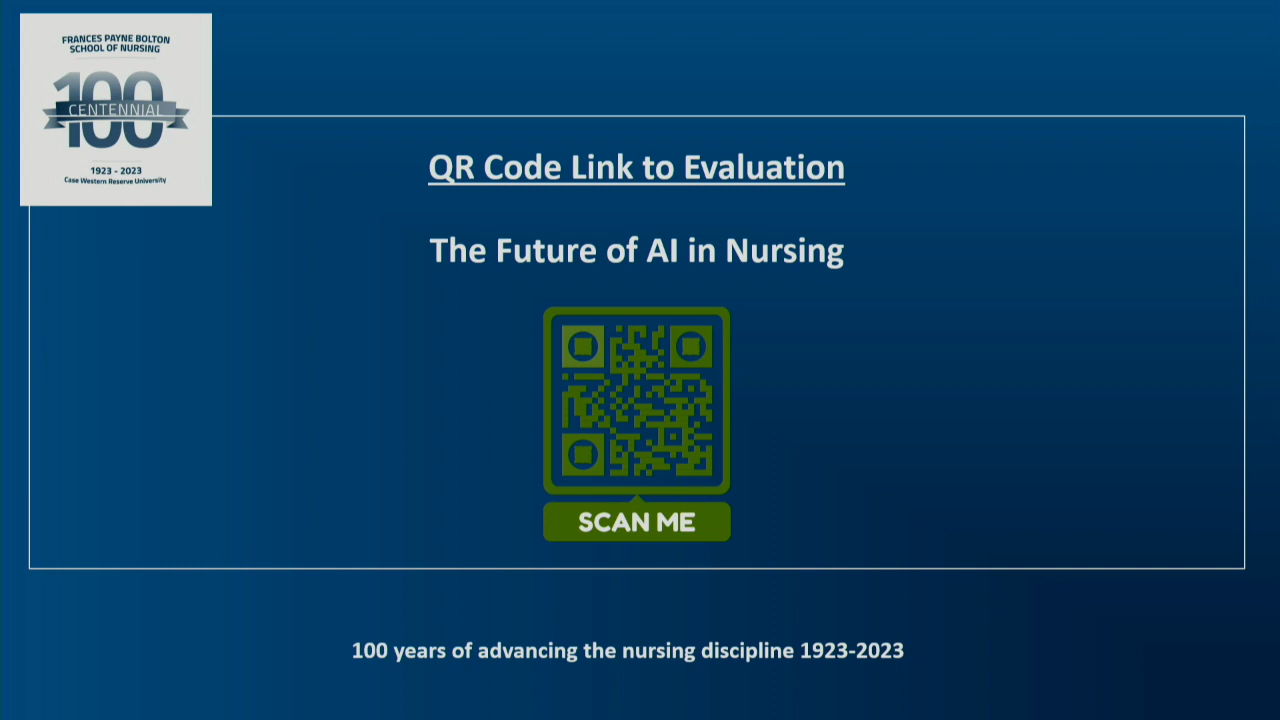 FRANCES PAYNE BOLTON
SCHOOL OF NURSING
100
CENTENNIAL
1923 - 2023
Case Western Reserve University
QR Code Link to Evaluation
The Future of AI in Nursing
SCAN ME
100 years of advancing the nursing discipline 1923-2023